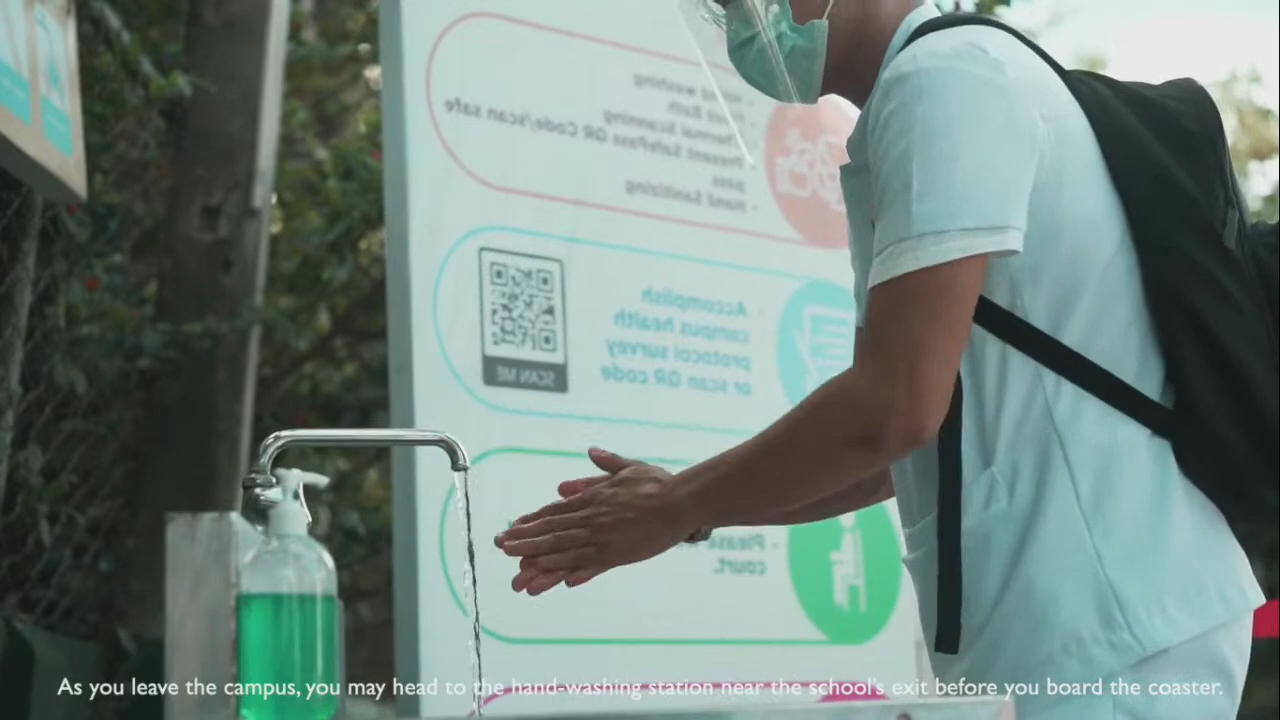 washing
Bath
Thermal Scanning
Present SafePass QR Code/scan safe
pass
- Hand Sanitizing
- Accomplish
campus health
protocol survey
or scan QR code
SCAN ME
- Please
court.
As you leave the campus, you may head to the hand-washing station near the school's exit before you board the coaster.